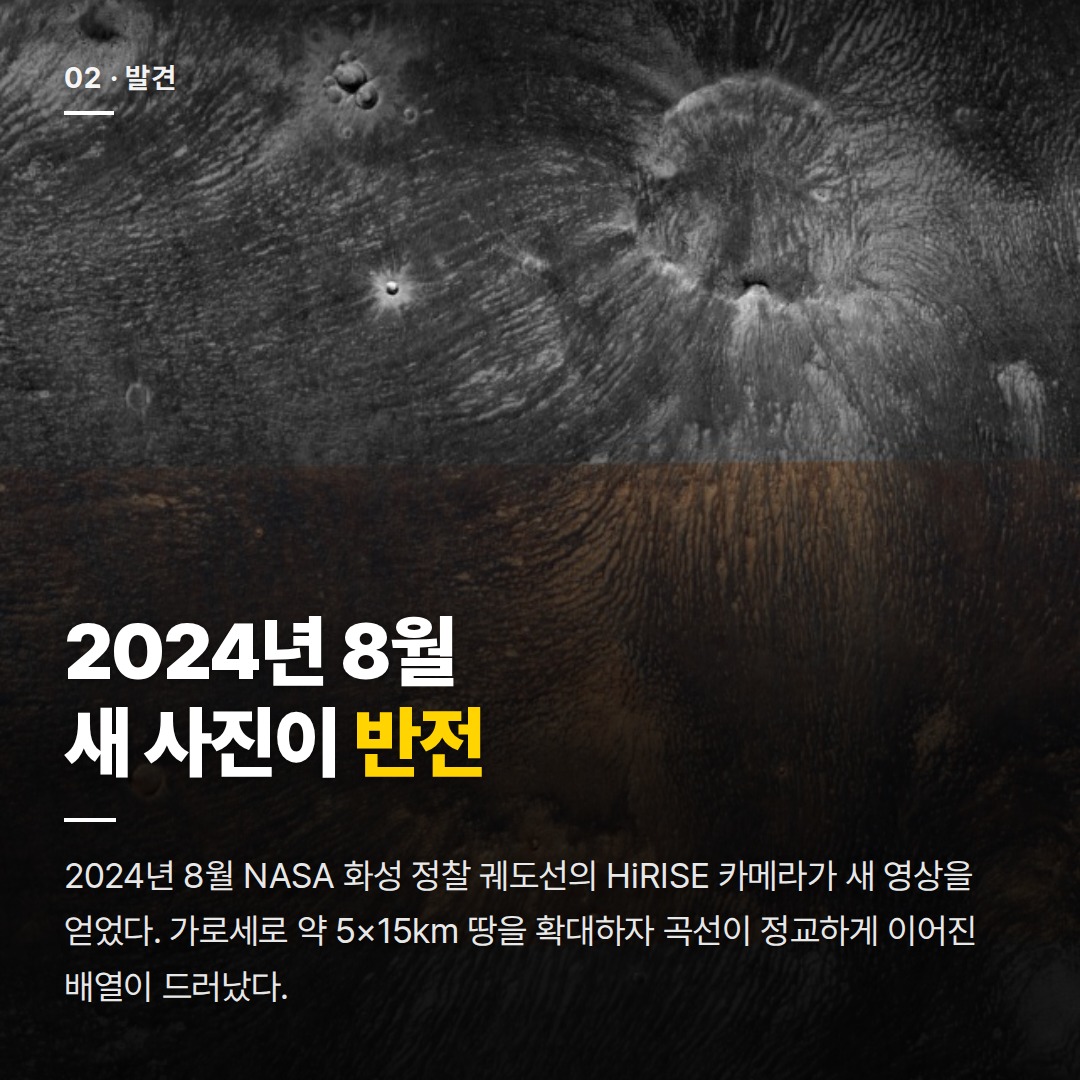 02 · 발견
2024년 8월
새 사진이 반전
2024년 8월 NASA 화성 정찰 궤도선의 HiRISE 카메라가 새 영상을
얻었다. 가로세로 약 5×15km 땅을 확대하자 곡선이 정교하게 이어진
배열이 드러났다.